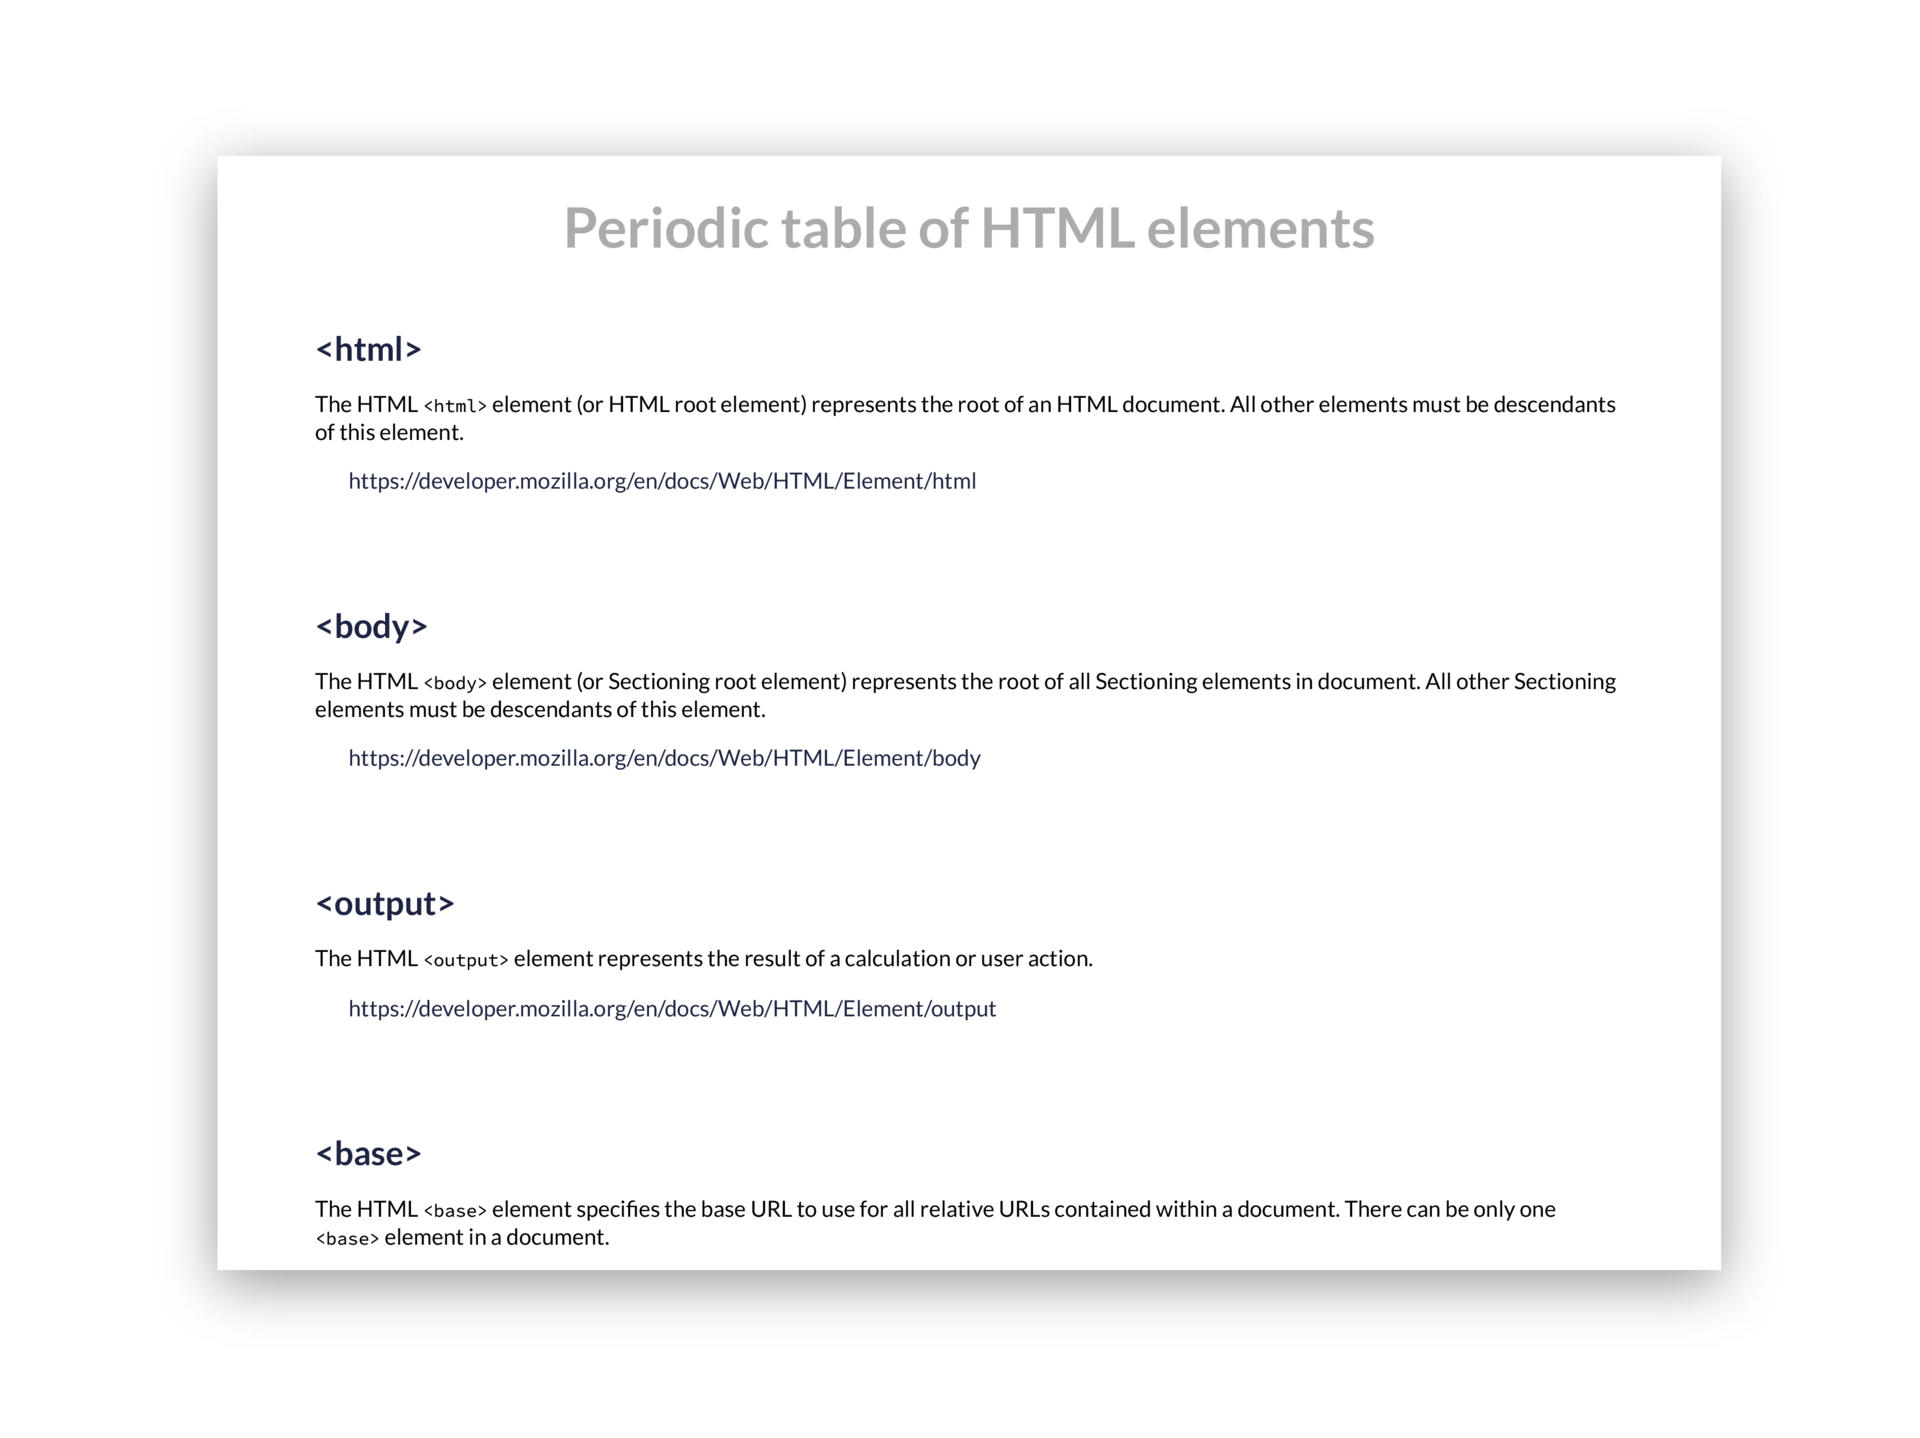 Periodic table of HTML elements
<html>
The HTML <html> element (or HTML root element) represents the root of an HTML document. All other elements must be descendants
of this element.
https://developer.mozilla.org/en/docs/Web/HTML/Element/html
<body>
The HTML <body> element (or Sectioning root element) represents the root of all Sectioning elements in document. All other Sectioning
elements must be descendants of this element.
https://developer.mozilla.org/en/docs/Web/HTML/Element/body
<output>
The HTML <output> element represents the result of a calculation or user action.
https://developer.mozilla.org/en/docs/Web/HTML/Element/output
<base>
The HTML <base> element specifies the base URL to use for all relative URLs contained within a document. There can be only one
<base> element in a document.